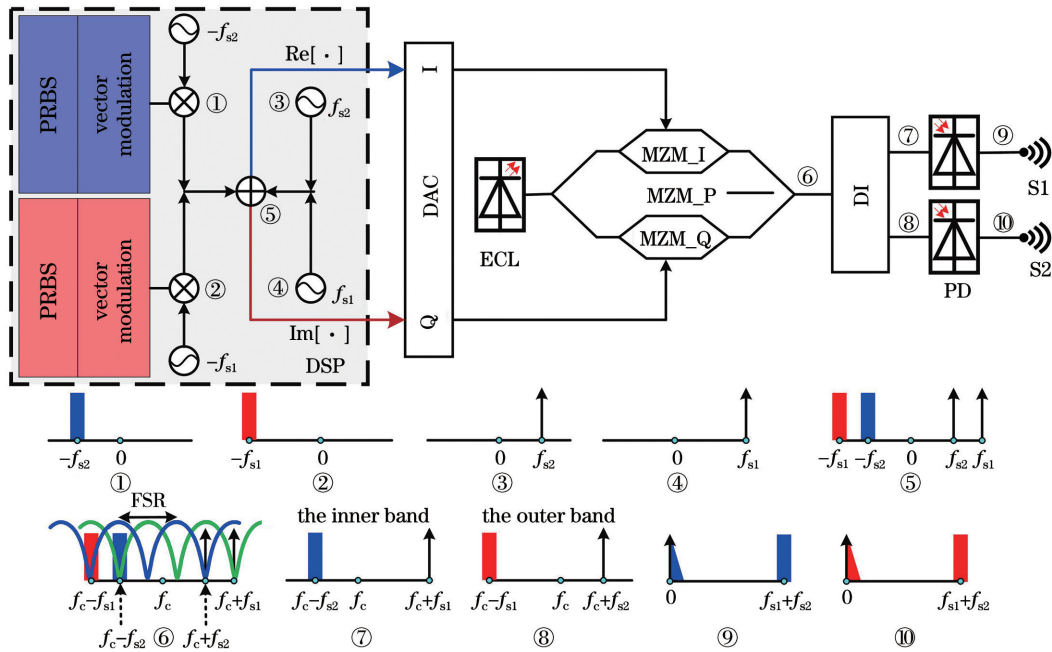 PRBS
vector modulation
−fs2
①
PRBS
vector modulation
②
−fs1
Re[ · ]
③
fs2
⑤
④
fs1
Im[ · ]
DSP
I
DAC
Q
ECL
MZM_I
MZM_P
MZM_Q
⑥
DI
⑦
⑧
PD
⑨
⑩
S1
S2
−fs2 0
①
−fs1 0
②
0 fs2
③
0 fs1
④
−fs1 −fs2 0 fs2 fs1
⑤
FSR
fc−fs1 fc fc+fs1
fc−fs2 ⑥ fc+fs2
the inner band
fc−fs2 fc fc+fs1
⑦
the outer band
fc−fs1 fc fc+fs2
⑧
0 fs1+fs2
⑨
0 fs1+fs2
⑩